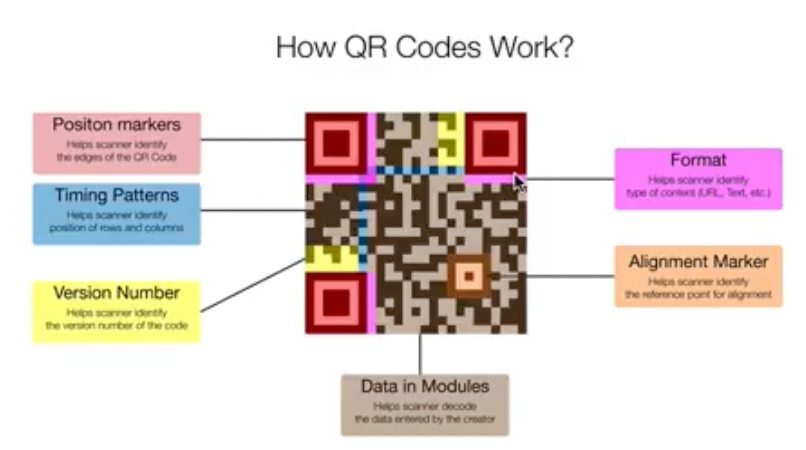 How QR Codes Work?
Positon markers
Helps scanner identify
the edges of the QR Code
Timing Patterns
Helps scanner identify
position of rows and columns
Version Number
Helps scanner identify
the version number of the code
Format
Helps scanner identify
type of content (URL, Text, etc.)
Alignment Marker
Helps scanner identify
the reference point for alignment
Data in Modules
Helps scanner decode
the data entered by the creator